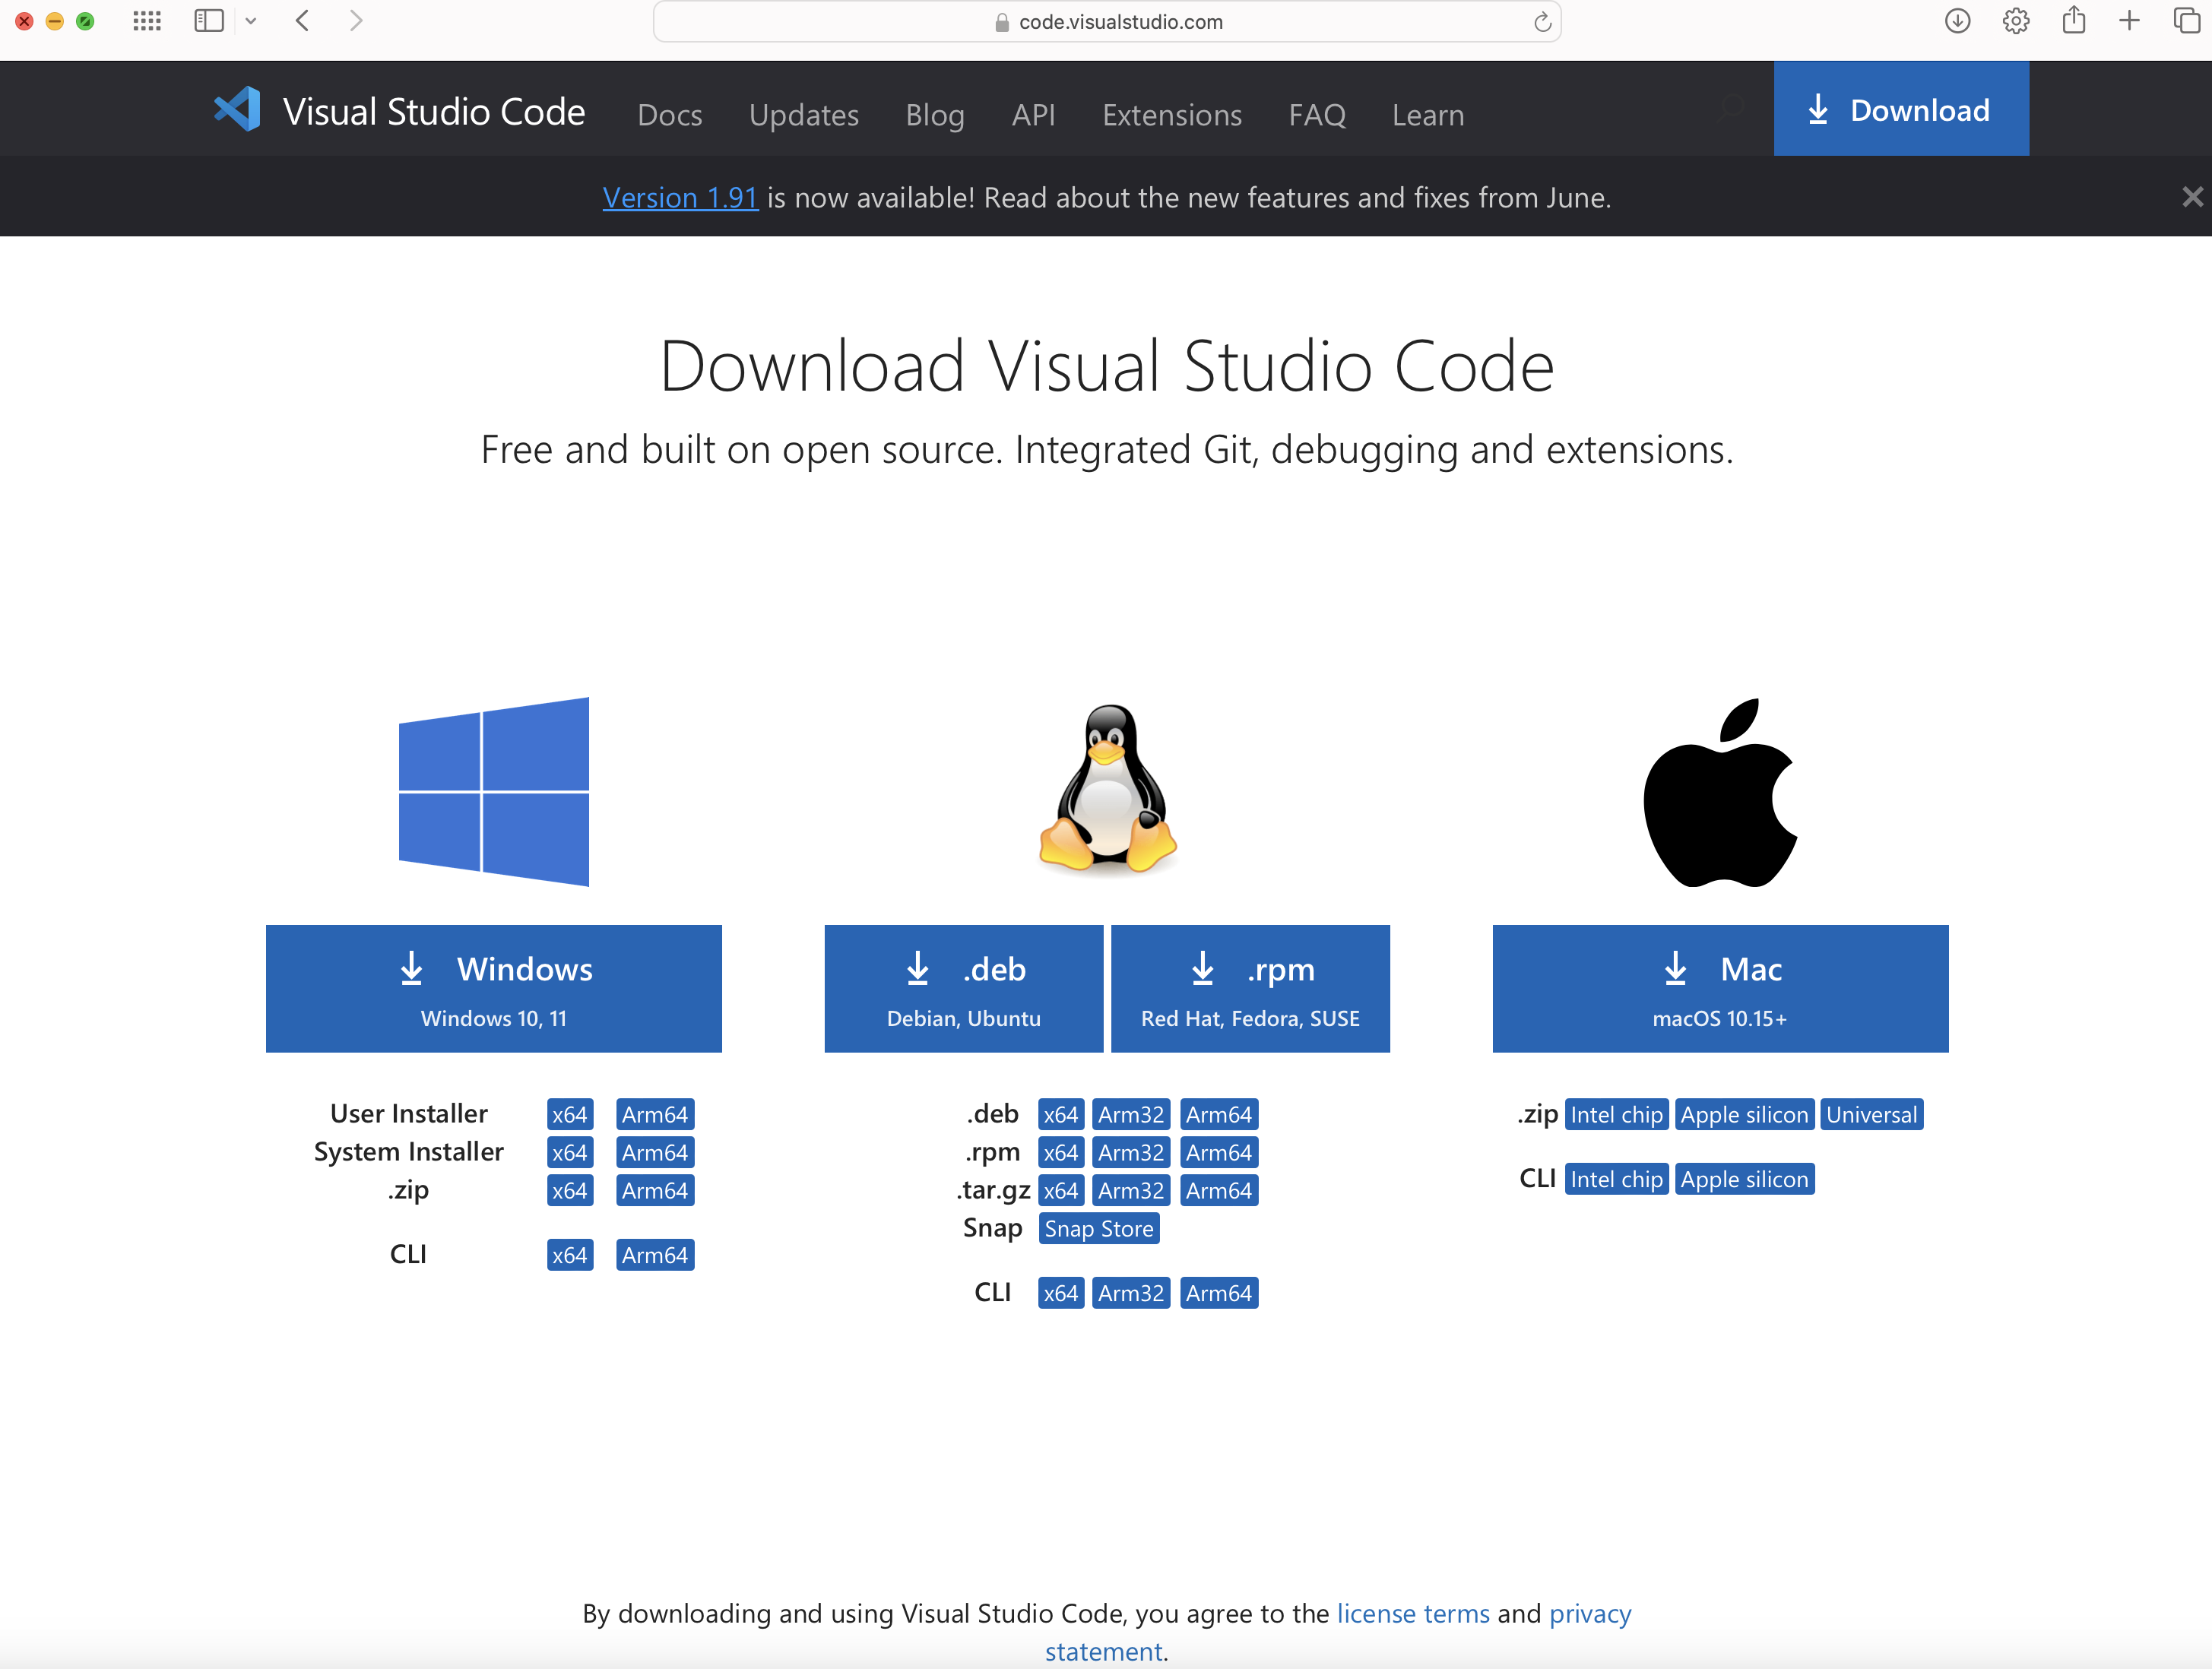 code.visualstudio.com
Visual Studio Code Docs Updates Blog API Extensions FAQ Learn Download
Version 1.91 is now available! Read about the new features and fixes from June.
Download Visual Studio Code
Free and built on open source. Integrated Git, debugging and extensions.
Windows
Windows 10, 11
User Installer x64 Arm64
System Installer x64 Arm64
.zip x64 Arm64
CLI x64 Arm64
.deb
Debian, Ubuntu
.rpm
Red Hat, Fedora, SUSE
.deb x64 Arm32 Arm64
.rpm x64 Arm32 Arm64
.tar.gz x64 Arm32 Arm64
Snap Snap Store
CLI x64 Arm32 Arm64
Mac
macOS 10.15+
.zip Intel chip Apple silicon Universal
CLI Intel chip Apple silicon
By downloading and using Visual Studio Code, you agree to the license terms and privacy
statement.